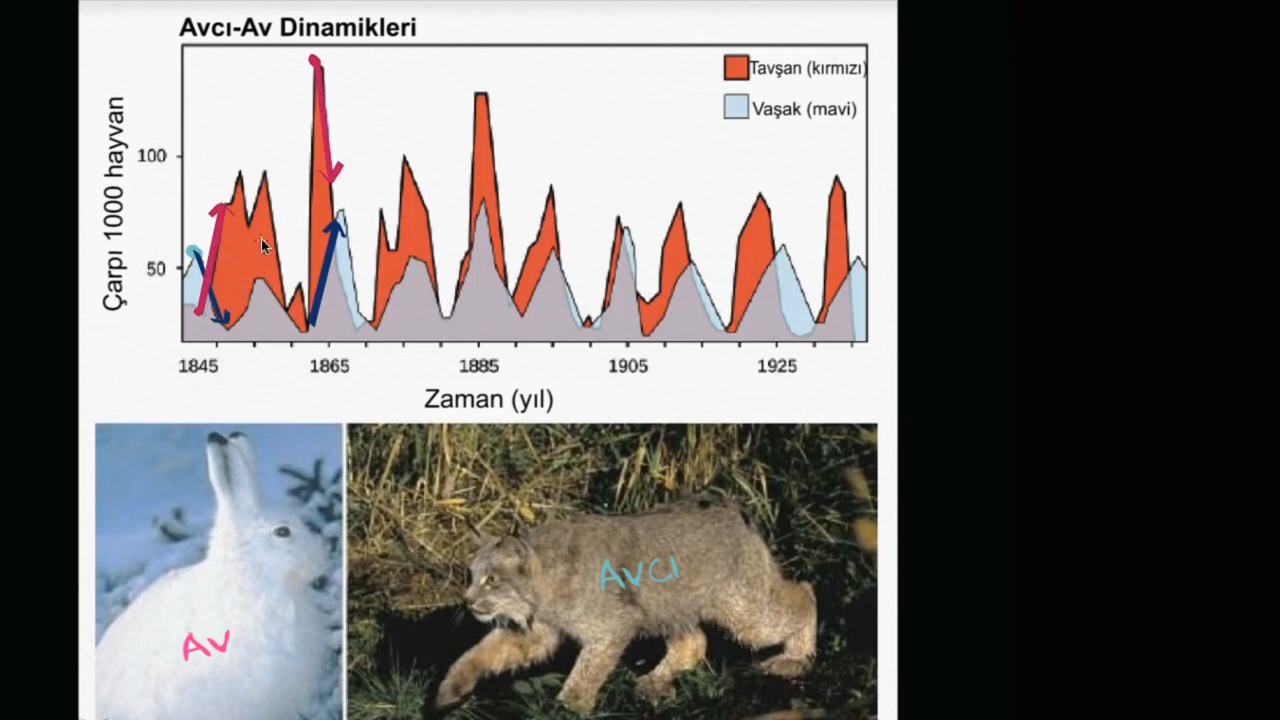 Avcı-Av Dinamikleri
Tavşan (kırmızı)
Vaşak (mavi)
Çarpı 1000 hayvan
100
50
1845 1865 1885 1905 1925
Zaman (yıl)
AV
AVCI